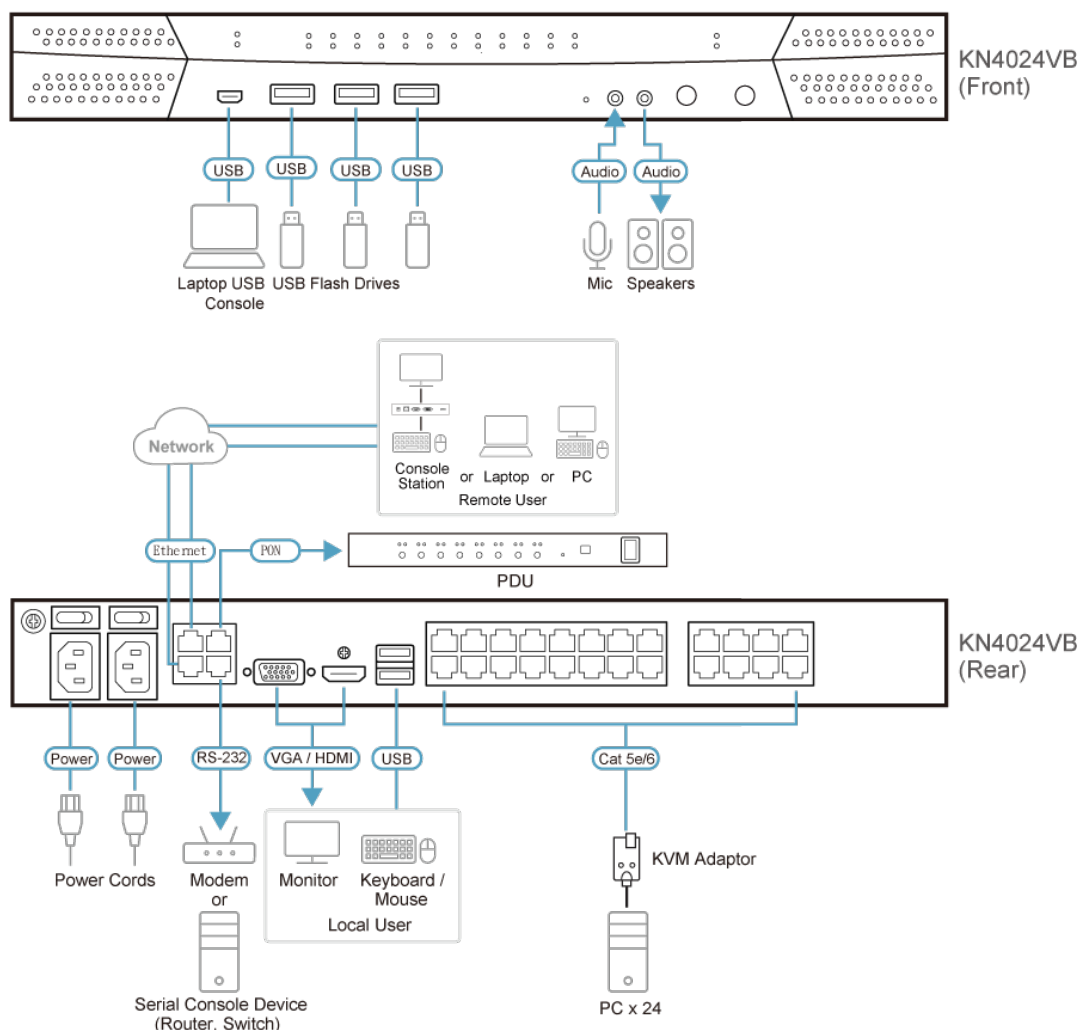 KN4024VB
(Front)
USB
USB
USB
USB
Audio
Audio
Laptop USB
Console
USB Flash Drives
Mic
Speakers
Network
Console
Station
or
Laptop
or
PC
Remote User
Ethernet
PON
PDU
KN4024VB
(Rear)
Power
Power
RS-232
VGA / HDMI
USB
Cat 5e/6
KVM Adaptor
Power Cords
Modem
or
Monitor
Keyboard /
Mouse
Local User
Serial Console Device
(Router, Switch)
PC x 24